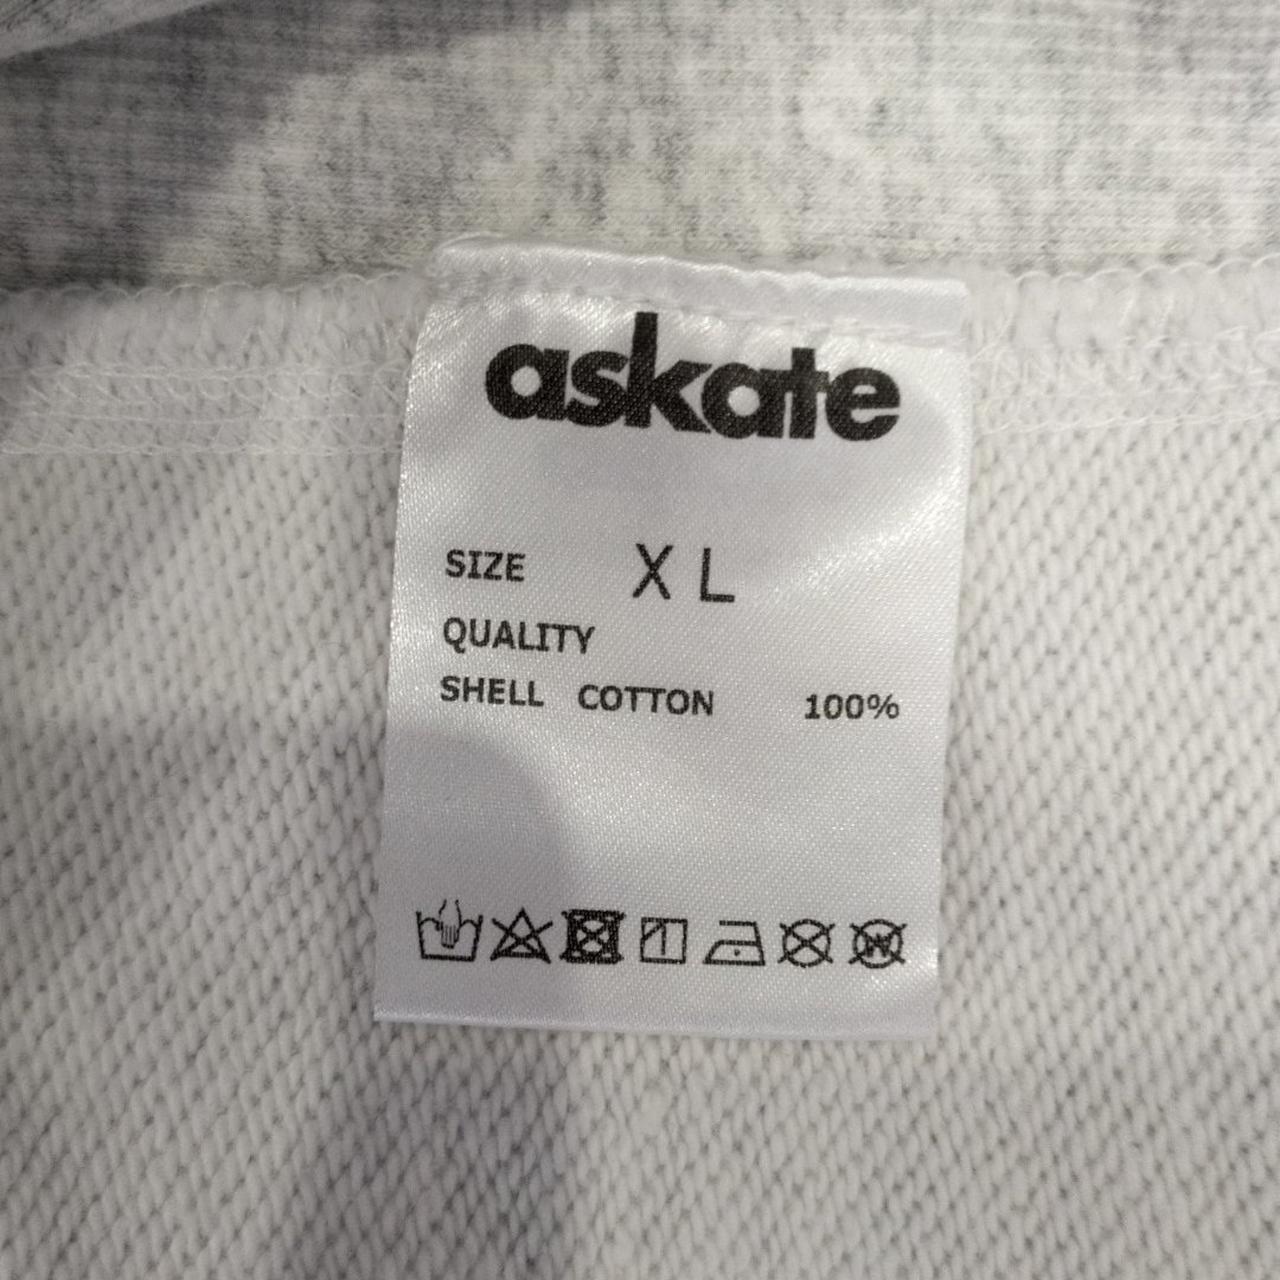 askate
SIZE X L
QUALITY
SHELL COTTON 100%
W